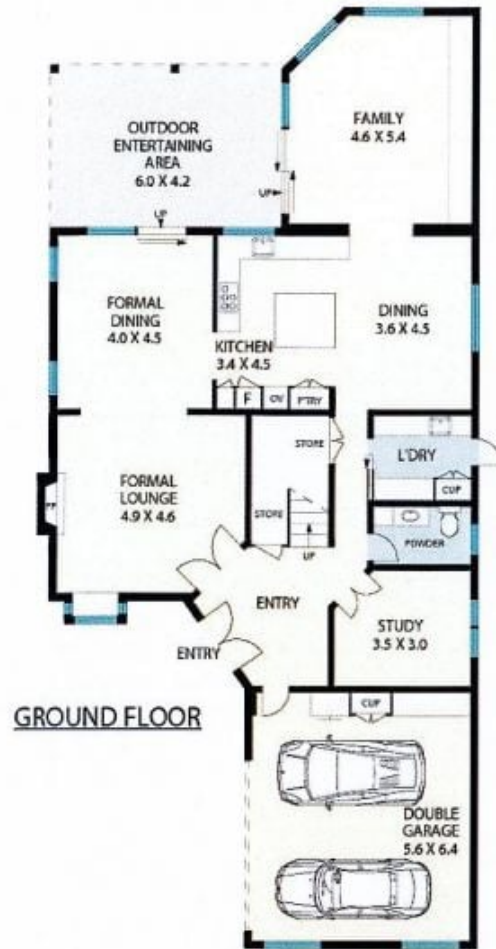 FAMILY
4.6 X 5.4
OUTDOOR
ENTERTAINING
AREA
6.0 X 4.2
UP
UP
FORMAL
DINING
4.0 X 4.5
DINING
3.6 X 4.5
KITCHEN
3.4 X 4.5
F
OV
P'TRY
STORE
L'DRY
CUP
FORMAL
LOUNGE
4.9 X 4.6
FP
STORE
UP
POWDER
ENTRY
STUDY
3.5 X 3.0
ENTRY
GROUND FLOOR
CUP
DOUBLE
GARAGE
5.6 X 6.4